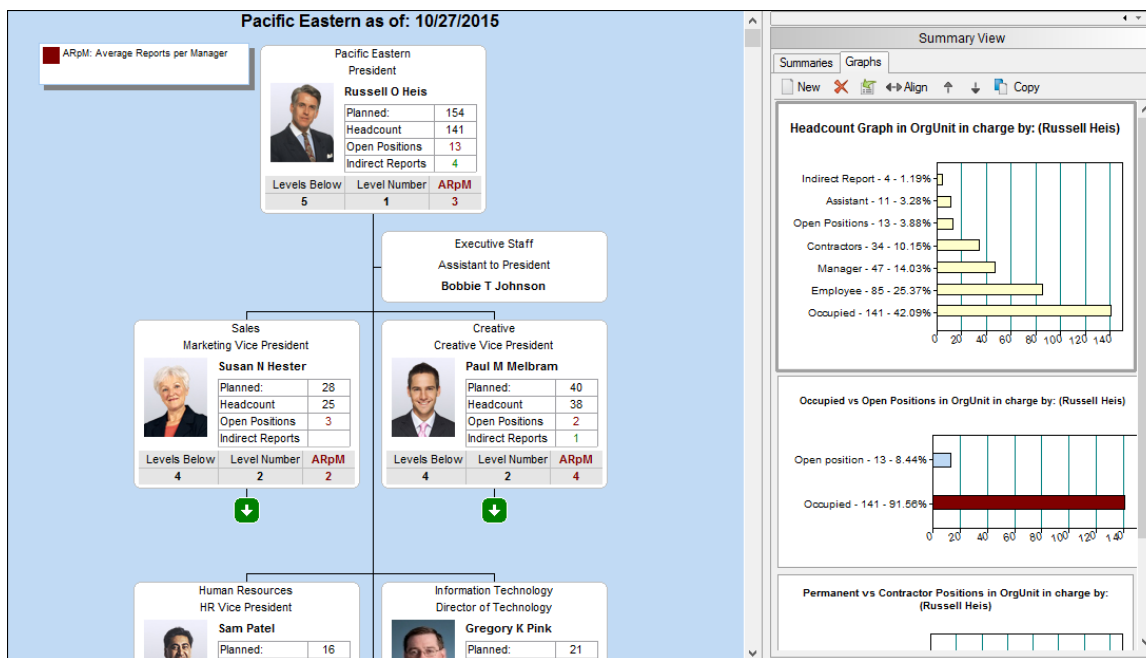 Pacific Eastern as of: 10/27/2015
ARpM: Average Reports per Manager
Pacific Eastern
President
Russell O Heis
Planned: 154
Headcount 141
Open Positions 13
Indirect Reports 4
Levels Below Level Number ARpM
5 1 3
Executive Staff
Assistant to President
Bobbie T Johnson
Sales
Marketing Vice President
Susan N Hester
Planned: 28
Headcount 25
Open Positions 3
Indirect Reports
Levels Below Level Number ARpM
4 2 2
Creative
Creative Vice President
Paul M Melbram
Planned: 40
Headcount 38
Open Positions 2
Indirect Reports 1
Levels Below Level Number ARpM
4 2 4
Human Resources
HR Vice President
Sam Patel
Planned: 16
Information Technology
Director of Technology
Gregory K Pink
Planned: 21
Summary View
Summaries Graphs
New Align Copy
Headcount Graph in OrgUnit in charge by: (Russell Heis)
Indirect Report - 4 - 1.19%
Assistant - 11 - 3.28%
Open Positions - 13 - 3.88%
Contractors - 34 - 10.15%
Manager - 47 - 14.03%
Employee - 85 - 25.37%
Occupied - 141 - 42.09%
0 20 40 60 80 100 120 140
Occupied vs Open Positions in OrgUnit in charge by: (Russell Heis)
Open position - 13 - 8.44%
Occupied - 141 - 91.56%
0 20 40 60 80 100 120 140
Permanent vs Contractor Positions in OrgUnit in charge by:
(Russell Heis)